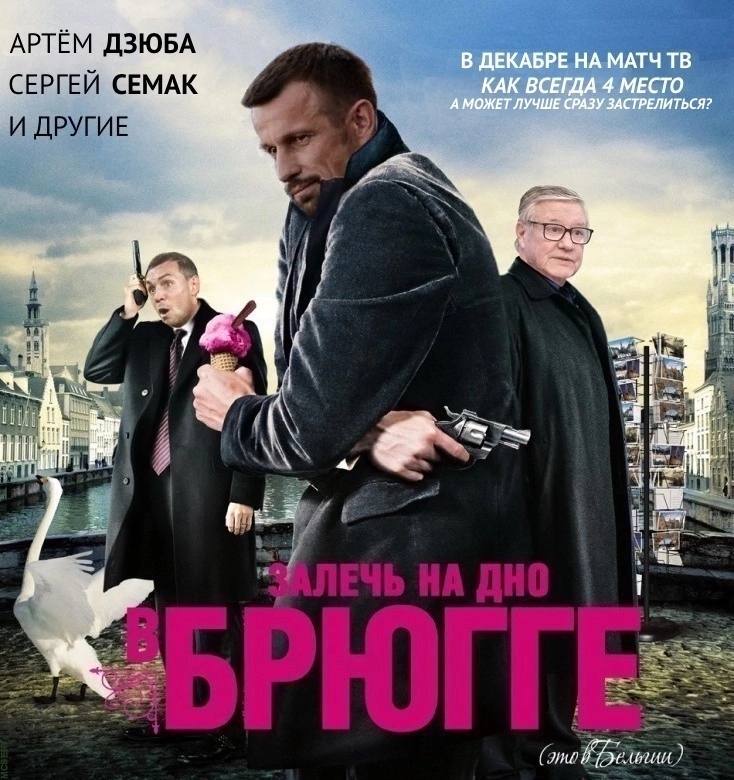 АРТЁМ ДЗЮБА
СЕРГЕЙ СЕМАК
И ДРУГИЕ
В ДЕКАБРЕ НА МАТЧ ТВ
КАК ВСЕГДА 4 МЕСТО
А МОЖЕТ ЛУЧШЕ СРАЗУ ЗАСТРЕЛИТЬСЯ?
ЗАЛЕЧЬ НА ДНО
В БРЮГГЕ
(это в Бельгии)